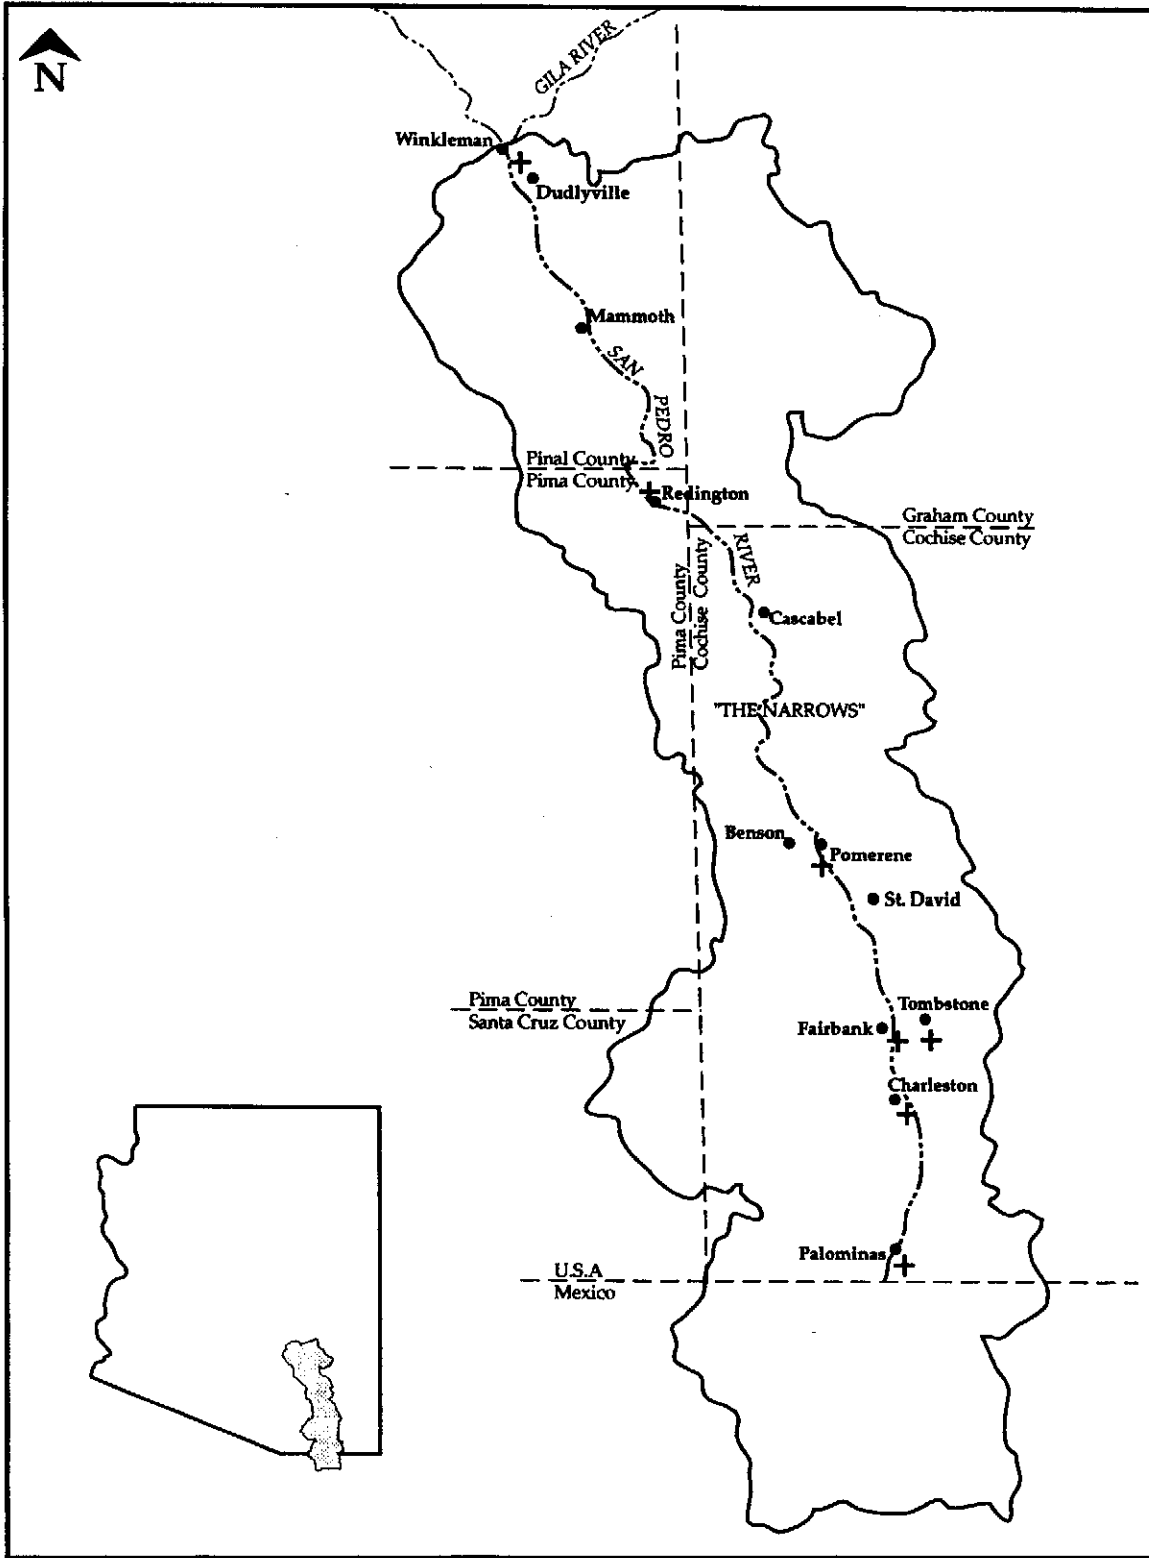 N
GILA RIVER
Winkleman
Dudlyville
Mammoth
SAN
PEDRO
Pinal County
Pima County
Redington
Graham County
Cochise County
RIVER
Pima County
Cochise County
Cascabel
"THE NARROWS"
Benson
Pomerene
St. David
Pima County
Santa Cruz County
Tombstone
Fairbank
Charleston
Palominas
U.S.A
Mexico